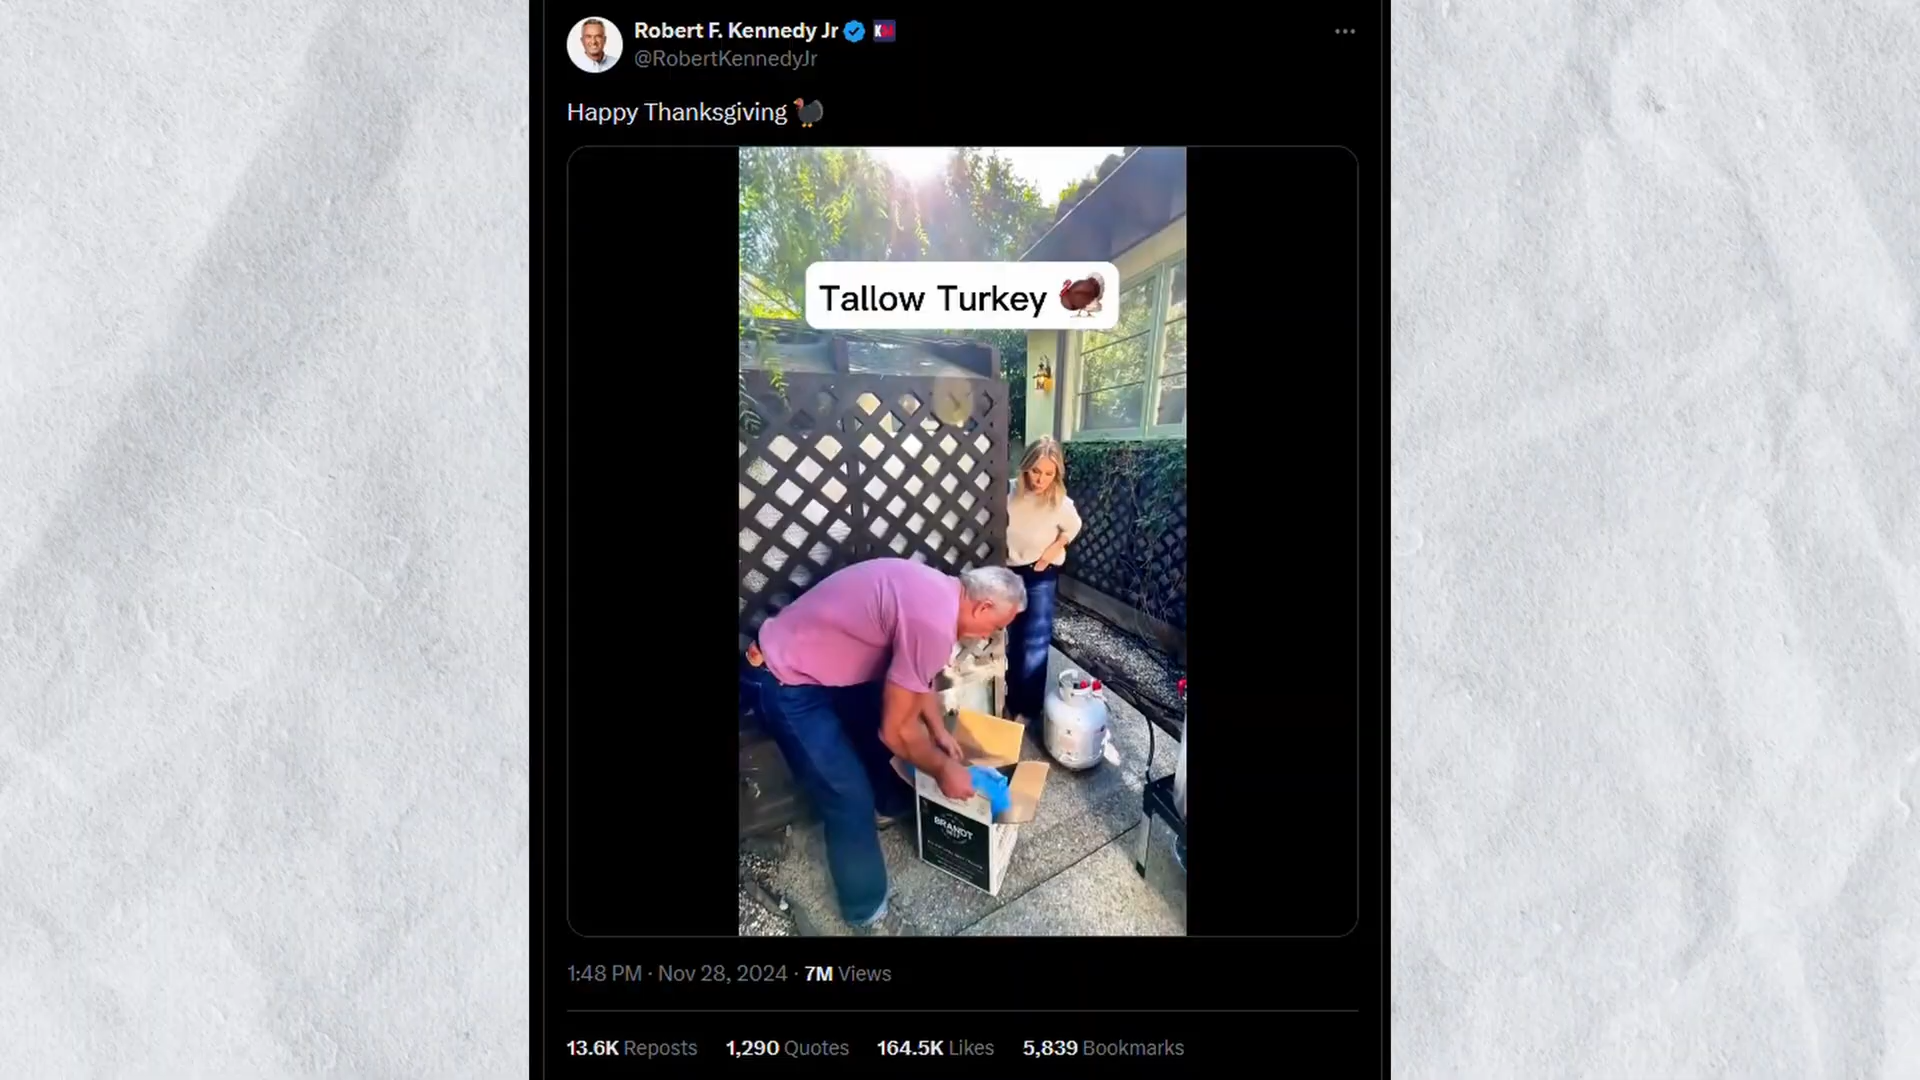 Robert F. Kennedy Jr
@RobertKennedyJr
Happy Thanksgiving
Tallow Turkey
BRANDT
1:48 PM · Nov 28, 2024 · 7M Views
13.6K Reposts 1,290 Quotes 164.5K Likes 5,839 Bookmarks